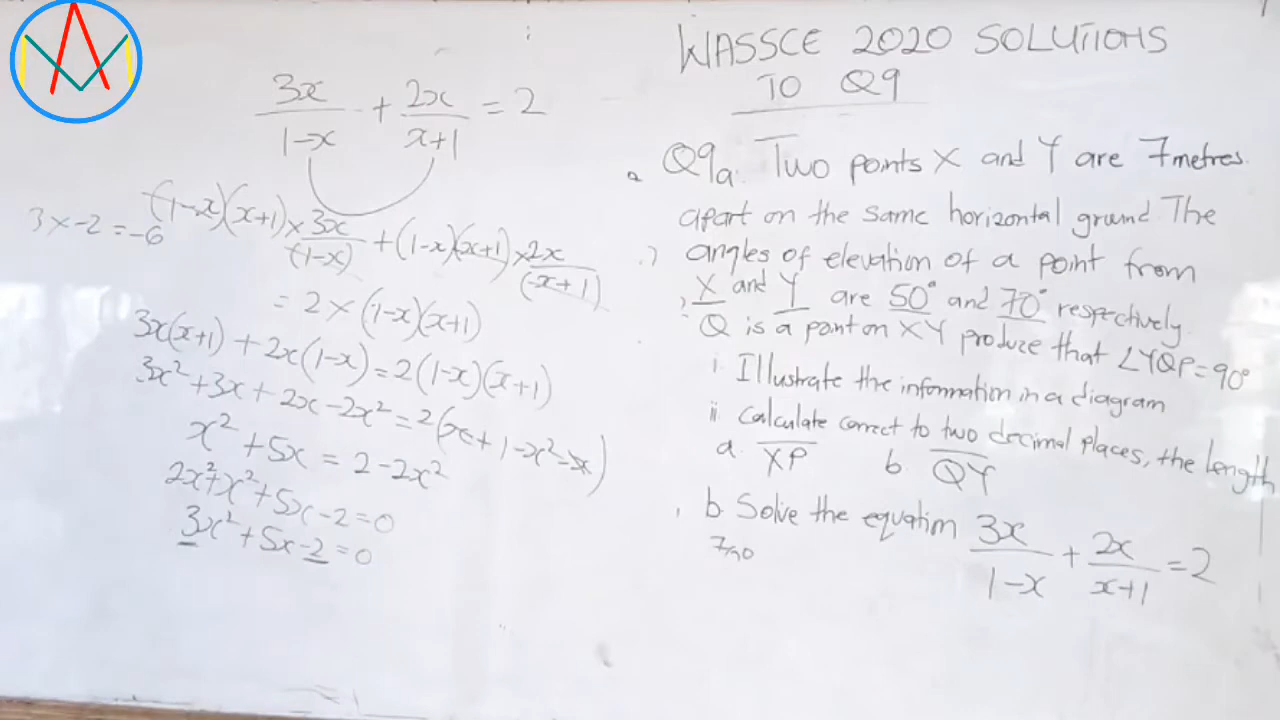 3x/1-x + 2x/x+1 = 2
3 x -2 = -6
(1-x)(x+1) x 3x/(1-x) + (1-x)(x+1) x 2x/(x+1)
= 2 x (1-x)(x+1)
3x(x+1) + 2x(1-x) = 2(1-x)(x+1)
3x² + 3x + 2x - 2x² = 2(x + 1 - x² - x)
x² + 5x = 2 - 2x²
2x² + x² + 5x - 2 = 0
3x² + 5x - 2 = 0
WASSCE 2020 SOLUTIONS
TO Q9
Q9a. Two points X and Y are 7metres
apart on the same horizontal ground The
angles of elevation of a point from
X and Y are 50° and 70° respectively.
Q is a point on XY produce that ∠YQP = 90°
i. Illustrate the information in a diagram
ii. Calculate correct to two decimal places, the length
a. XP b. QY
b. Solve the equation 3x/1-x + 2x/x+1 = 2